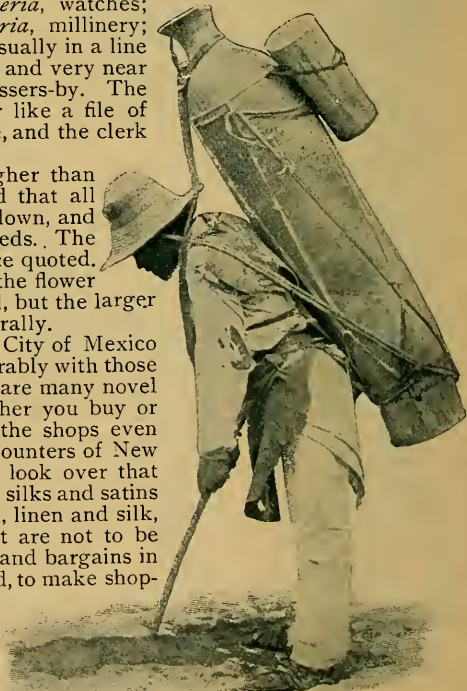 eria, watches;
ria, millinery;
sually in a line
and very near
ssers-by. The
r like a file of
e, and the clerk
gher than
d that all
lown, and
eeds. . The
ce quoted.
the flower
l, but the larger
rally.
City of Mexico
rably with those
are many novel
her you buy or
the shops even
ounters of New
look over that
silks and satins
, linen and silk,
t are not to be
and bargains in
d, to make shop-